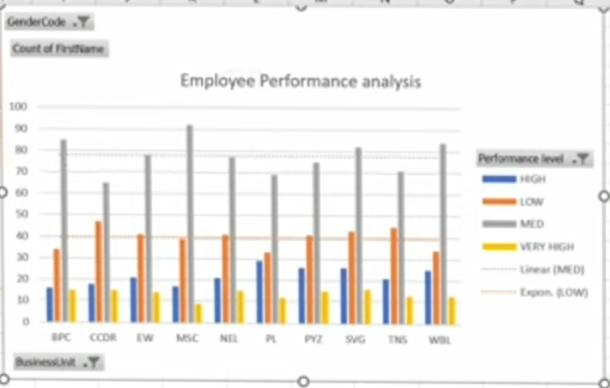 GenderCode
Count of FirstName
Employee Performance analysis
100
90
80
70
60
50
40
30
20
10
0
BPC CCDR EW MSC NEL PL PYZ SVG TNS WBL
Performance level
HIGH
LOW
MED
VERY HIGH
Linear (MED)
Expon. (LOW)
BusinessUnit